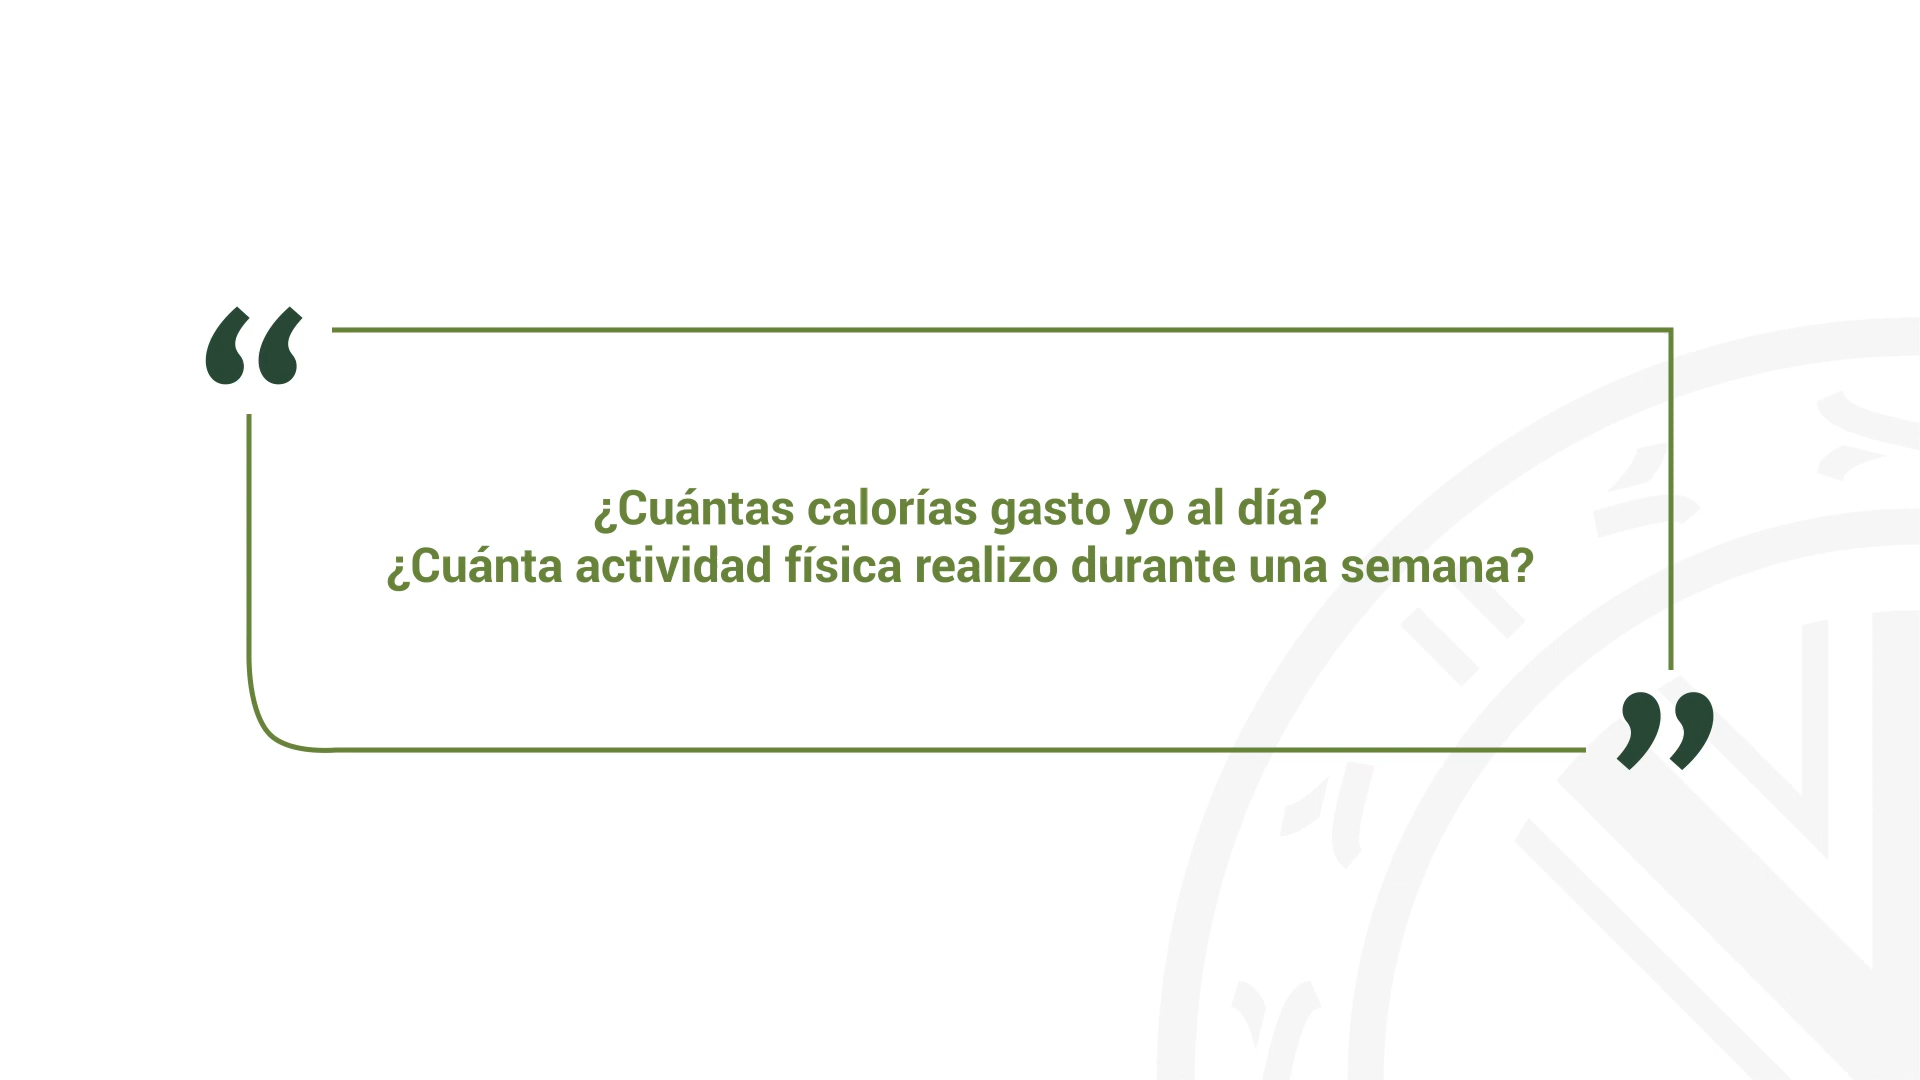 “
¿Cuántas calorías gasto yo al día?
¿Cuánta actividad física realizo durante una semana?
”